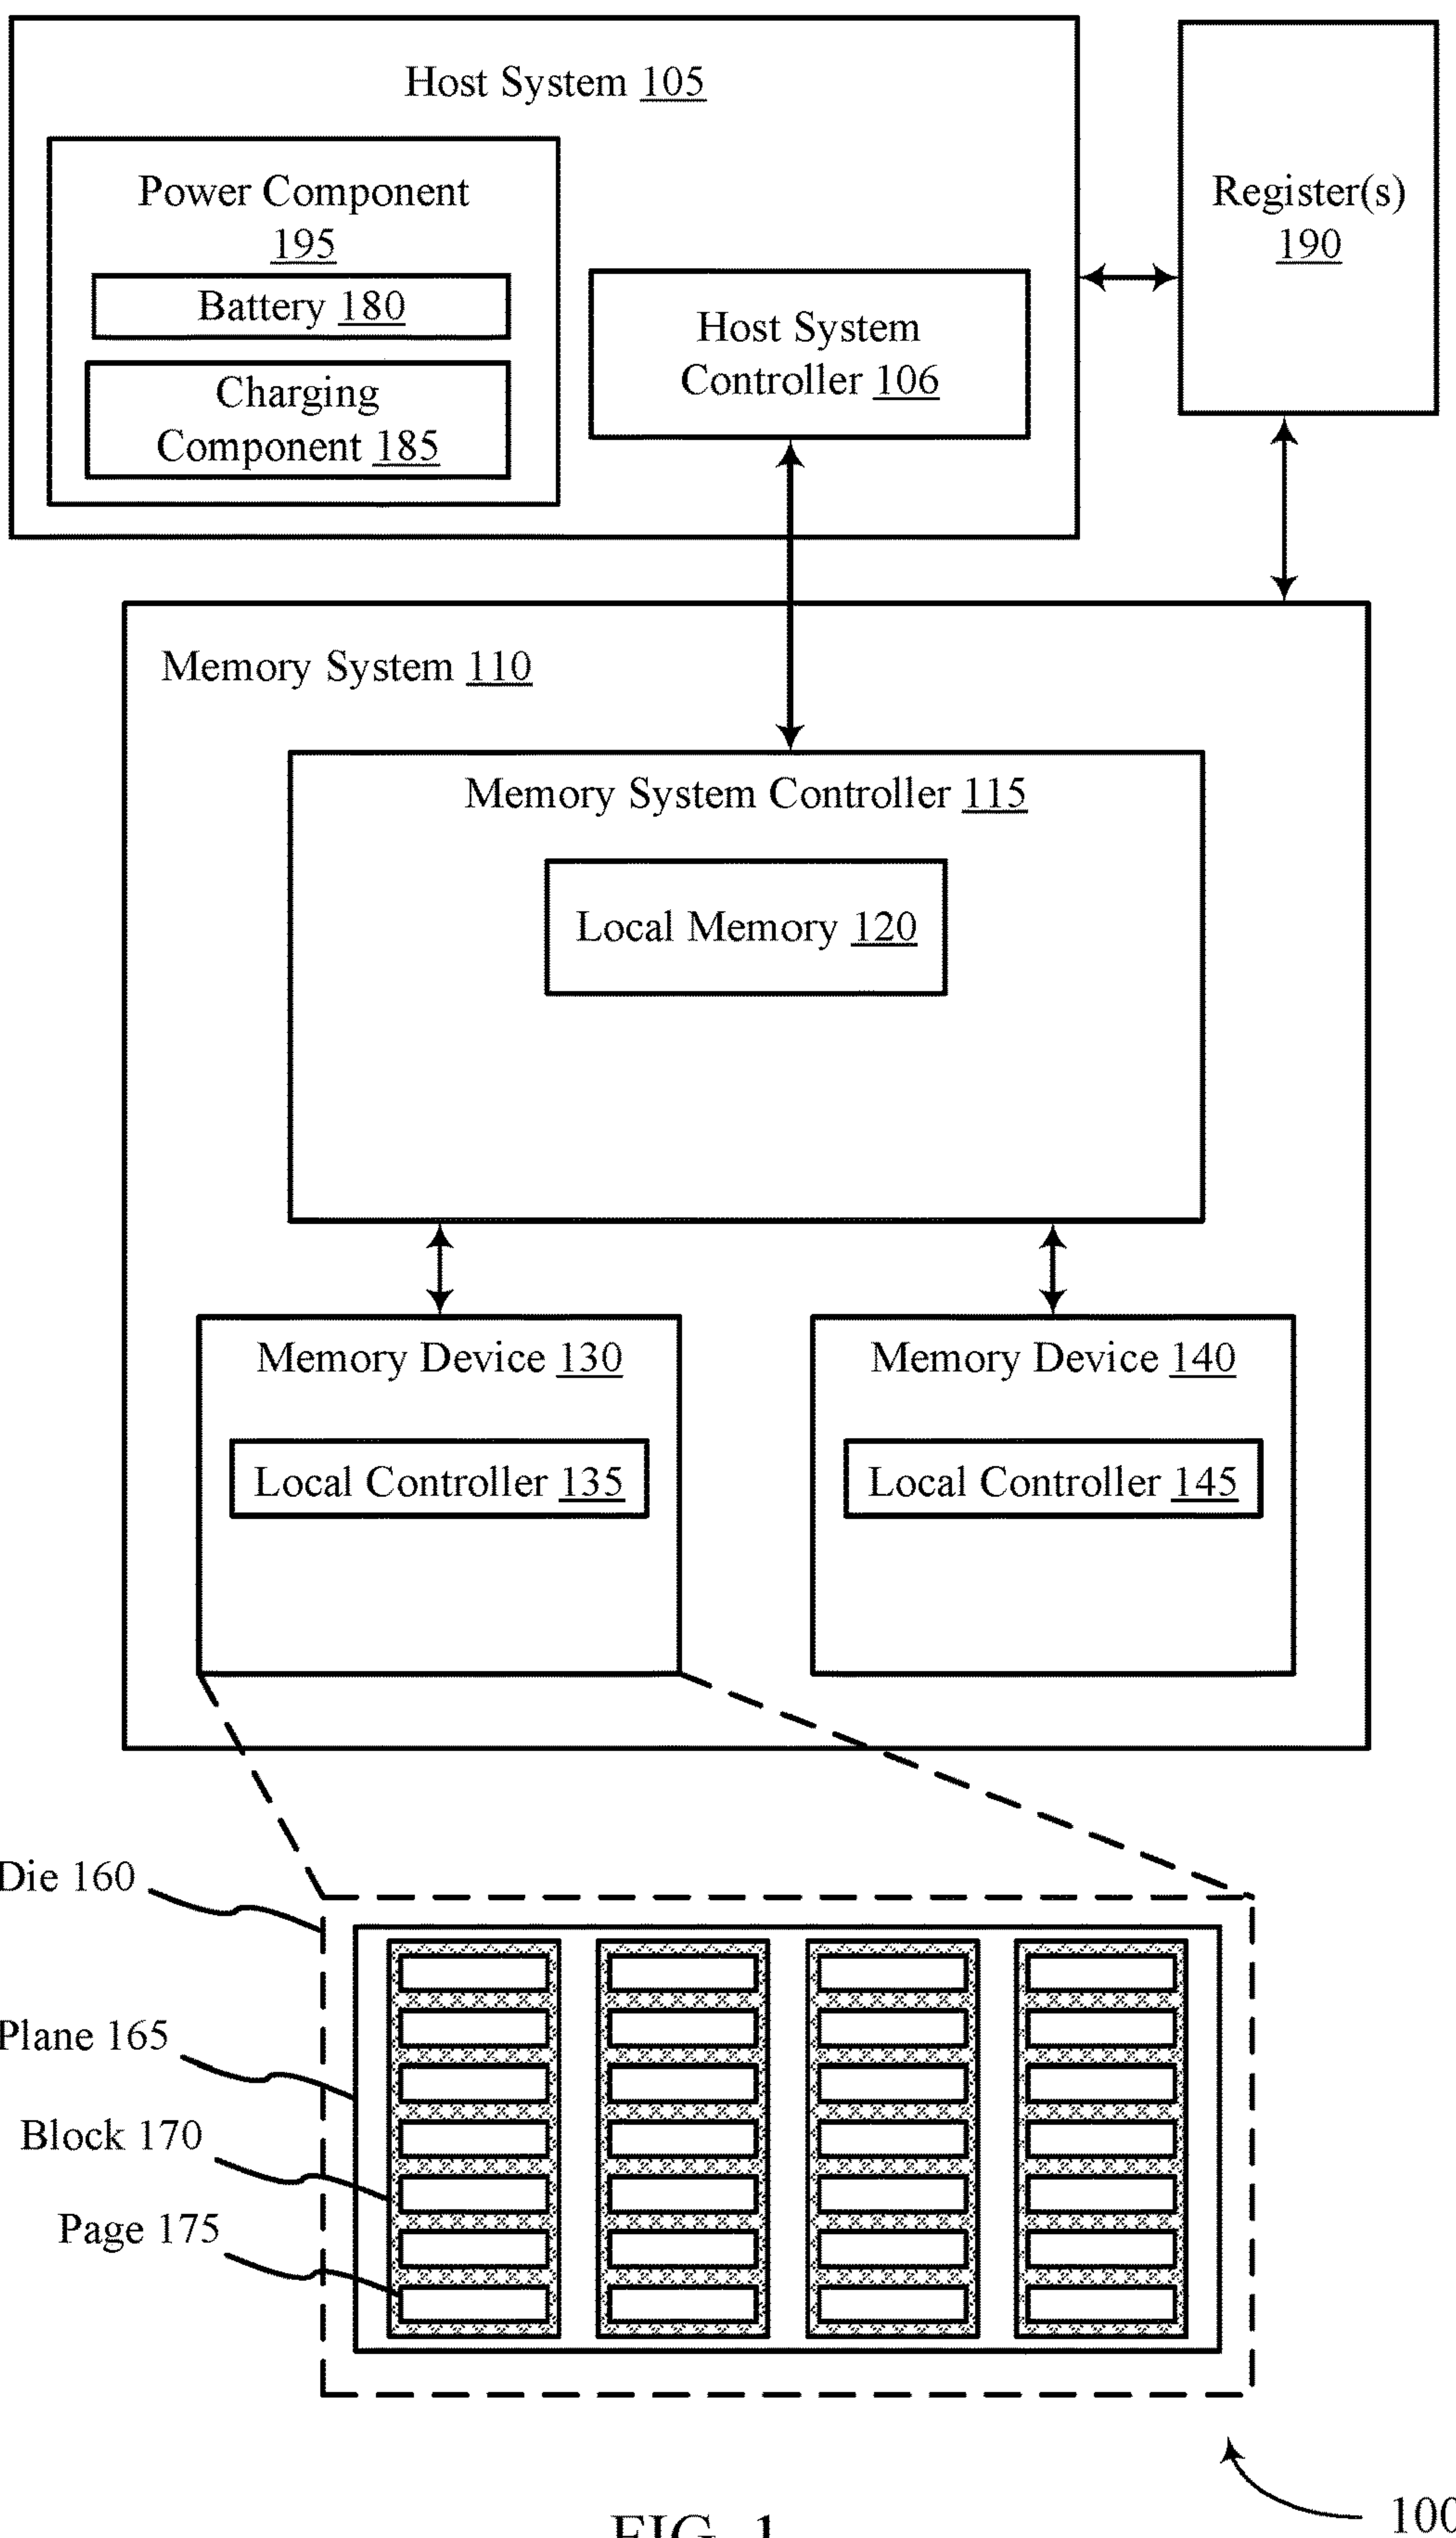 Host System 105
Power Component
195
Battery 180
Charging
Component 185
Host System
Controller 106
Register(s)
190
Memory System 110
Memory System Controller 115
Local Memory 120
Memory Device 130
Local Controller 135
Memory Device 140
Local Controller 145
Die 160
Plane 165
Block 170
Page 175
100
FIG. 1